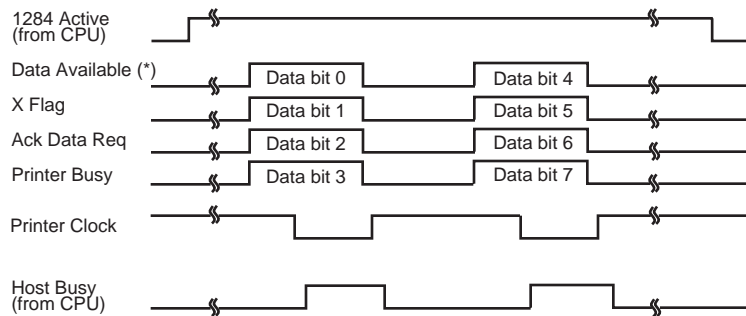 1284 Active
(from CPU)
Data Available (*)
Data bit 0
Data bit 4
X Flag
Data bit 1
Data bit 5
Ack Data Req
Data bit 2
Data bit 6
Printer Busy
Data bit 3
Data bit 7
Printer Clock
Host Busy
(from CPU)